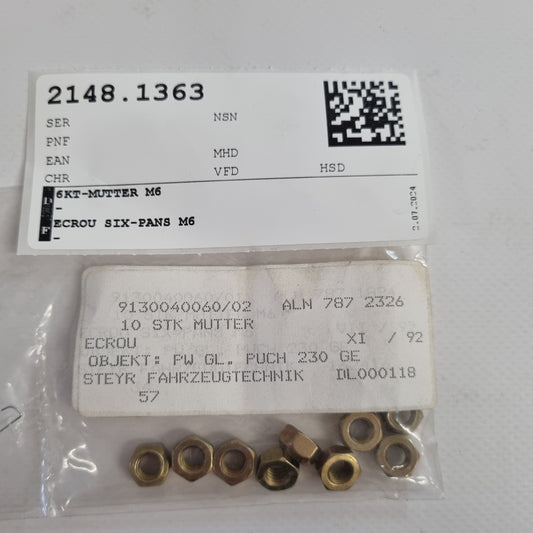 2148.1363
SER NSN
PNF
EAN MHD
CHR VFD HSD
D 6KT-MUTTER M6
-
F ECROU SIX-PANS M6
-
9130040060/02 ALN 787 2326
10 STK MUTTER
ECROU XI / 92
OBJEKT: PW GL. PUCH 230 GE
STEYR FAHRZEUGTECHNIK DL000118
57